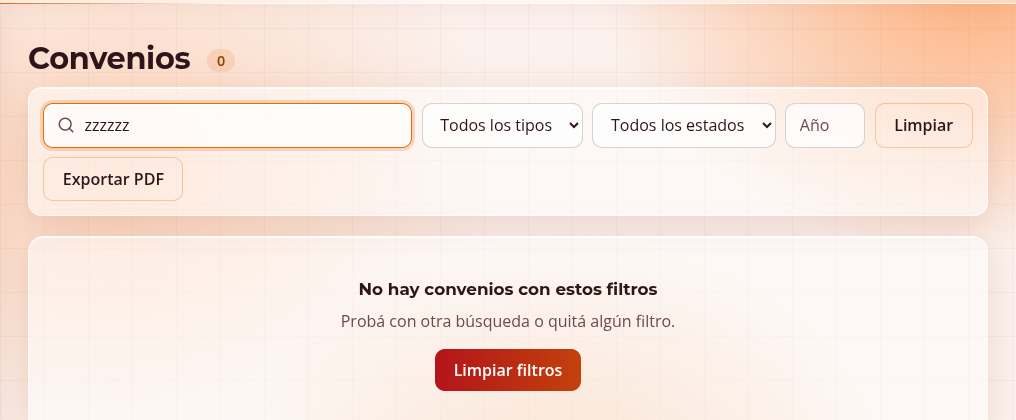 Convenios 0
zzzzzz Todos los tipos Todos los estados Año Limpiar
Exportar PDF
No hay convenios con estos filtros
Probá con otra búsqueda o quitá algún filtro.
Limpiar filtros